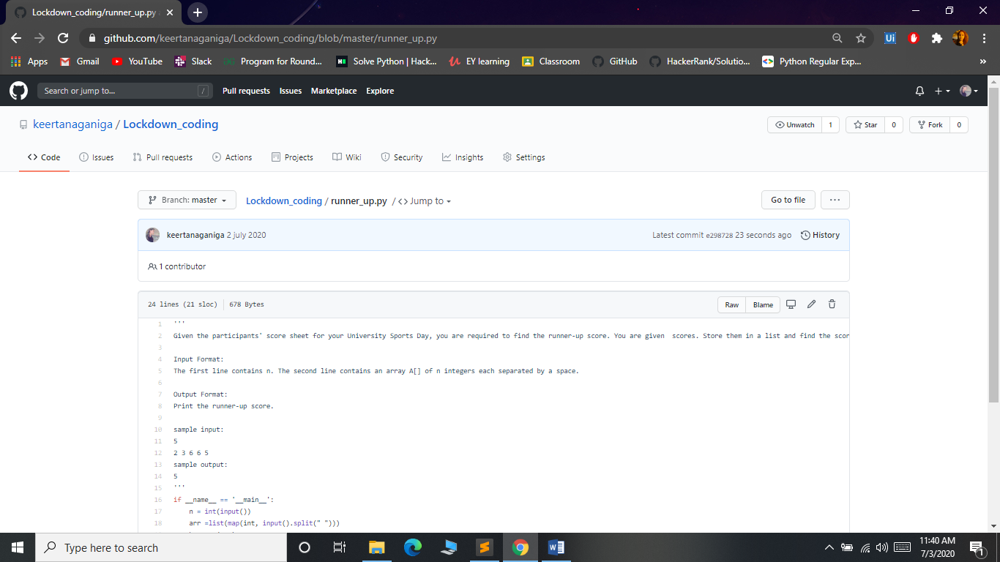 Lockdown_coding/runner_up.py
github.com/keertanaganiga/Lockdown_coding/blob/master/runner_up.py
Apps Gmail YouTube Slack Program for Round... Solve Python | Hack... EY learning Classroom GitHub HackerRank/Solutio... Python Regular Exp... »
Search or jump to... / Pull requests Issues Marketplace Explore
keertanaganiga / Lockdown_coding Unwatch 1 Star 0 Fork 0
Code Issues Pull requests Actions Projects Wiki Security Insights Settings
Branch: master Lockdown_coding / runner_up.py / <> Jump to Go to file ...
keertanaganiga 2 july 2020 Latest commit e298728 23 seconds ago History
1 contributor
24 lines (21 sloc) 678 Bytes Raw Blame
1 '''
2 Given the participants' score sheet for your University Sports Day, you are required to find the runner-up score. You are given  scores. Store them in a list and find the scor
3
4 Input Format:
5 The first line contains n. The second line contains an array A[] of n integers each separated by a space.
6
7 Output Format:
8 Print the runner-up score.
9
10 sample input:
11 5
12 2 3 6 6 5
13 sample output:
14 5
15 '''
16 if __name__ == '__main__':
17     n = int(input())
18     arr =list(map(int, input().split(" ")))
Type here to search
11:40 AM
7/3/2020
1